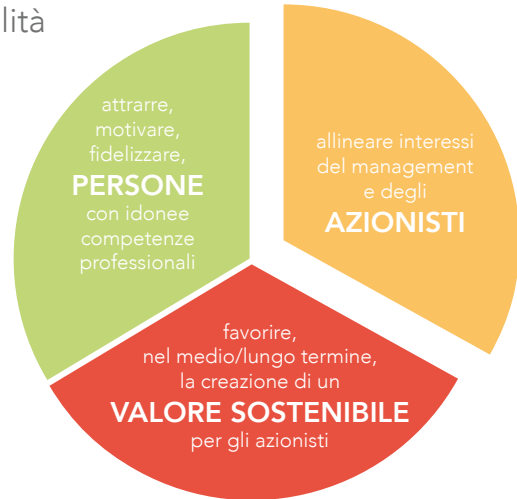 attrarre,
motivare,
fidelizzare,
PERSONE
con idonee
competenze
professionali
allineare interessi
del management
e degli
AZIONISTI
favorire,
nel medio/lungo termine,
la creazione di un
VALORE SOSTENIBILE
per gli azionisti